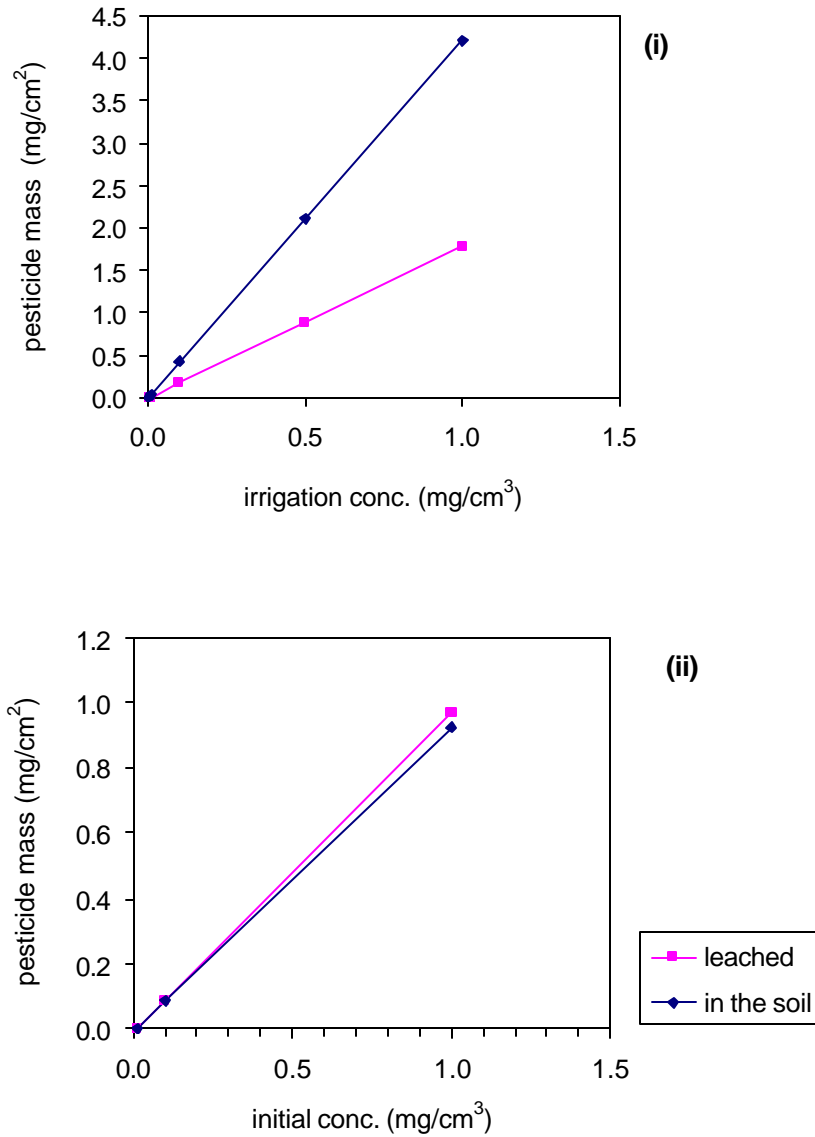 (i)
pesticide mass (mg/cm²)
4.5
4.0
3.5
3.0
2.5
2.0
1.5
1.0
0.5
0.0
0.0 0.5 1.0 1.5
irrigation conc. (mg/cm³)
(ii)
pesticide mass (mg/cm²)
1.2
1.0
0.8
0.6
0.4
0.2
0.0
0.0 0.5 1.0 1.5
initial conc. (mg/cm³)
leached
in the soil